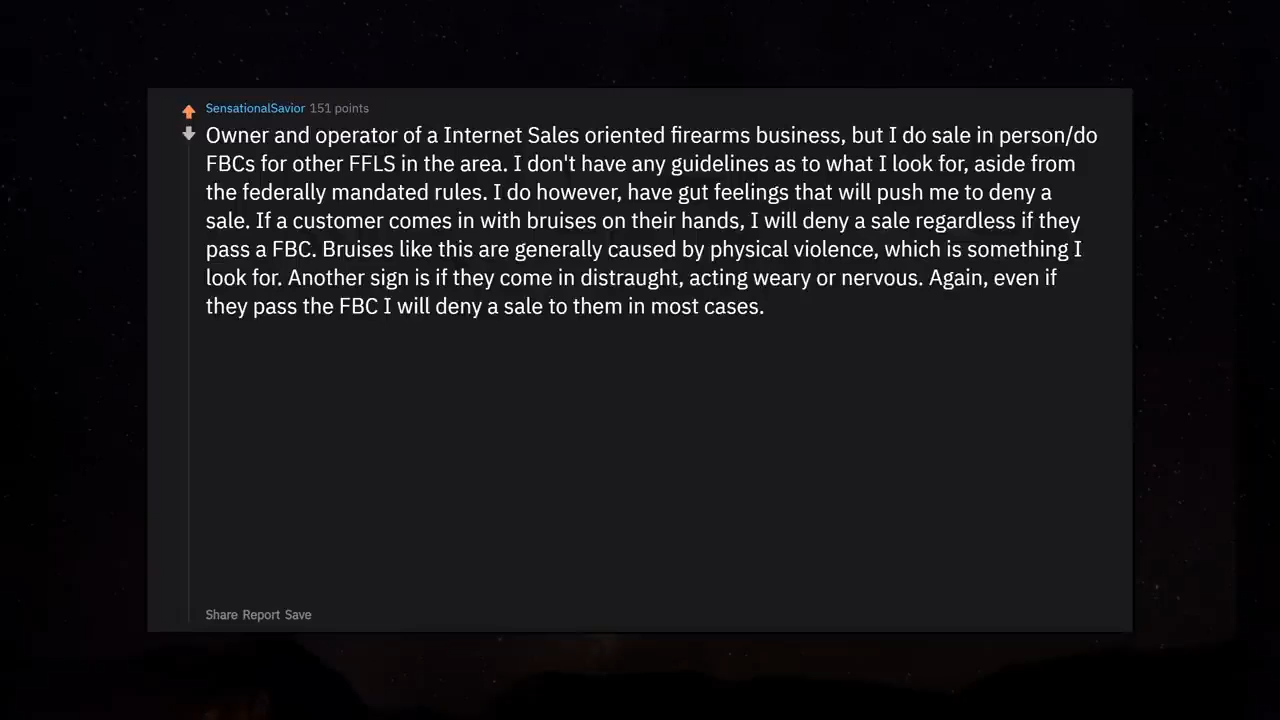 SensationalSavior 151 points
Owner and operator of a Internet Sales oriented firearms business, but I do sale in person/do
FBCs for other FFLS in the area. I don't have any guidelines as to what I look for, aside from
the federally mandated rules. I do however, have gut feelings that will push me to deny a
sale. If a customer comes in with bruises on their hands, I will deny a sale regardless if they
pass a FBC. Bruises like this are generally caused by physical violence, which is something I
look for. Another sign is if they come in distraught, acting weary or nervous. Again, even if
they pass the FBC I will deny a sale to them in most cases.
Share Report Save